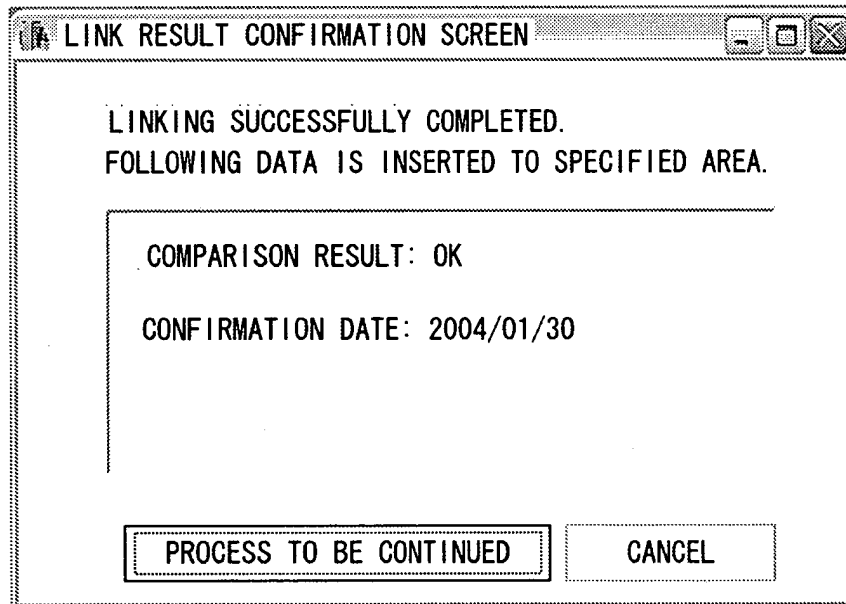 LINK RESULT CONFIRMATION SCREEN
LINKING SUCCESSFULLY COMPLETED.
FOLLOWING DATA IS INSERTED TO SPECIFIED AREA.
COMPARISON RESULT: OK
CONFIRMATION DATE: 2004/01/30
PROCESS TO BE CONTINUED
CANCEL